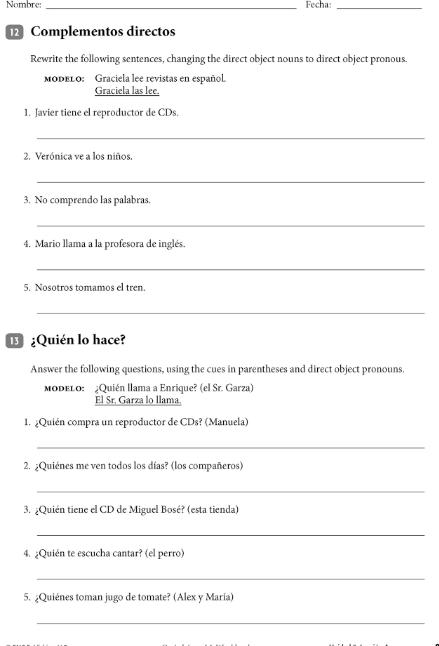 Nombre: Fecha:
12 Complementos directos
Rewrite the following sentences, changing the direct object nouns to direct object pronous.
MODELO: Graciela lee revistas en español.
Graciela las lee.
1. Javier tiene el reproductor de CDs.
2. Verónica ve a los niños.
3. No comprendo las palabras.
4. Mario llama a la profesora de inglés.
5. Nosotros tomamos el tren.
13 ¿Quién lo hace?
Answer the following questions, using the cues in parentheses and direct object pronouns.
MODELO: ¿Quién llama a Enrique? (el Sr. Garza)
El Sr. Garza lo llama.
1. ¿Quién compra un reproductor de CDs? (Manuela)
2. ¿Quiénes me ven todos los días? (los compañeros)
3. ¿Quién tiene el CD de Miguel Bosé? (esta tienda)
4. ¿Quién te escucha cantar? (el perro)
5. ¿Quiénes toman jugo de tomate? (Alex y María)